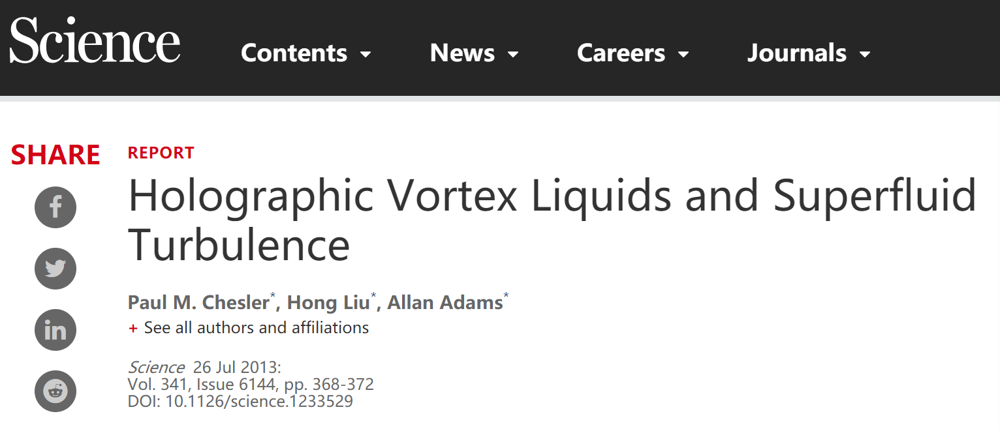 Science
Contents News Careers Journals
SHARE
REPORT
Holographic Vortex Liquids and Superfluid
Turbulence
Paul M. Chesler*, Hong Liu*, Allan Adams*
+ See all authors and affiliations
Science 26 Jul 2013:
Vol. 341, Issue 6144, pp. 368-372
DOI: 10.1126/science.1233529
f
in